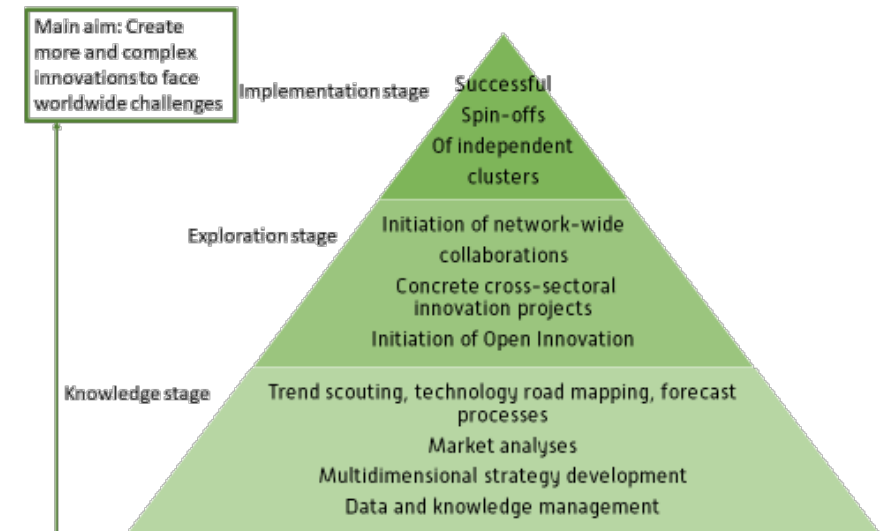 Main aim: Create
more and complex
innovations to face
worldwide challenges
Implementation stage
Successful
Spin-offs
Of independent
clusters
Exploration stage
Initiation of network-wide
collaborations
Concrete cross-sectoral
innovation projects
Initiation of Open Innovation
Knowledge stage
Trend scouting, technology road mapping, forecast
processes
Market analyses
Multidimensional strategy development
Data and knowledge management